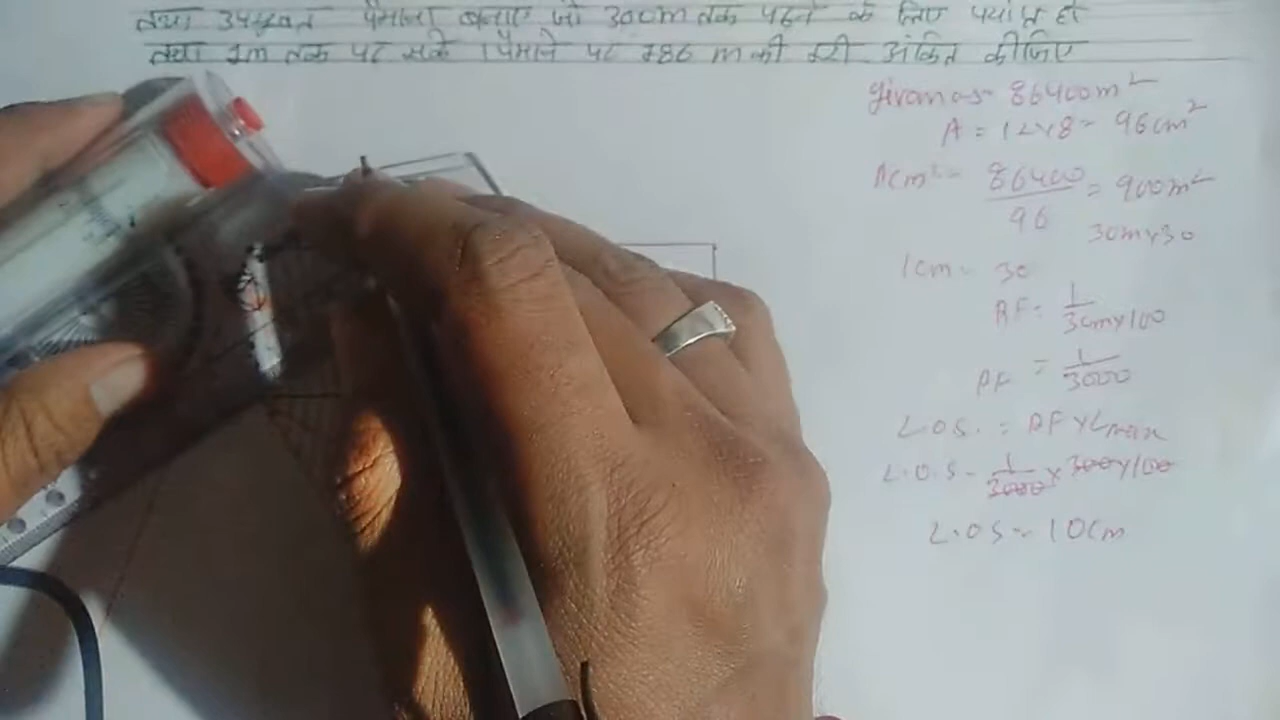 तथा उपयुक्त पैमाना बनाए जो 300m तक पढ़ने के लिए पर्याप्त हो
तथा 1m तक पढ़ सके । पैमाने पर 286 m की दूरी अंकित कीजिए
86400m²
A = 12×8 = 96cm²
1cm² = 86400/96 = 900m²
30m×30
1cm = 30
RF = 1/30m×100
RF = 1/3000
L.O.S. = RF × Lmax
L.O.S = 1/3000 × 300×100
L.O.S = 10cm